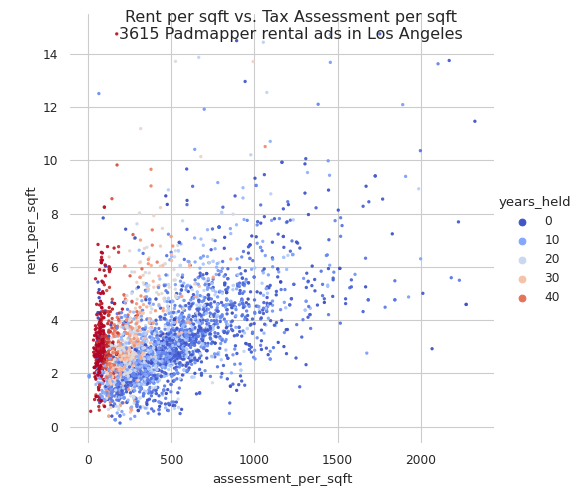 Rent per sqft vs. Tax Assessment per sqft
3615 Padmapper rental ads in Los Angeles
14
12
10
8
6
4
2
0
rent_per_sqft
0 500 1000 1500 2000
assessment_per_sqft
years_held
0
10
20
30
40